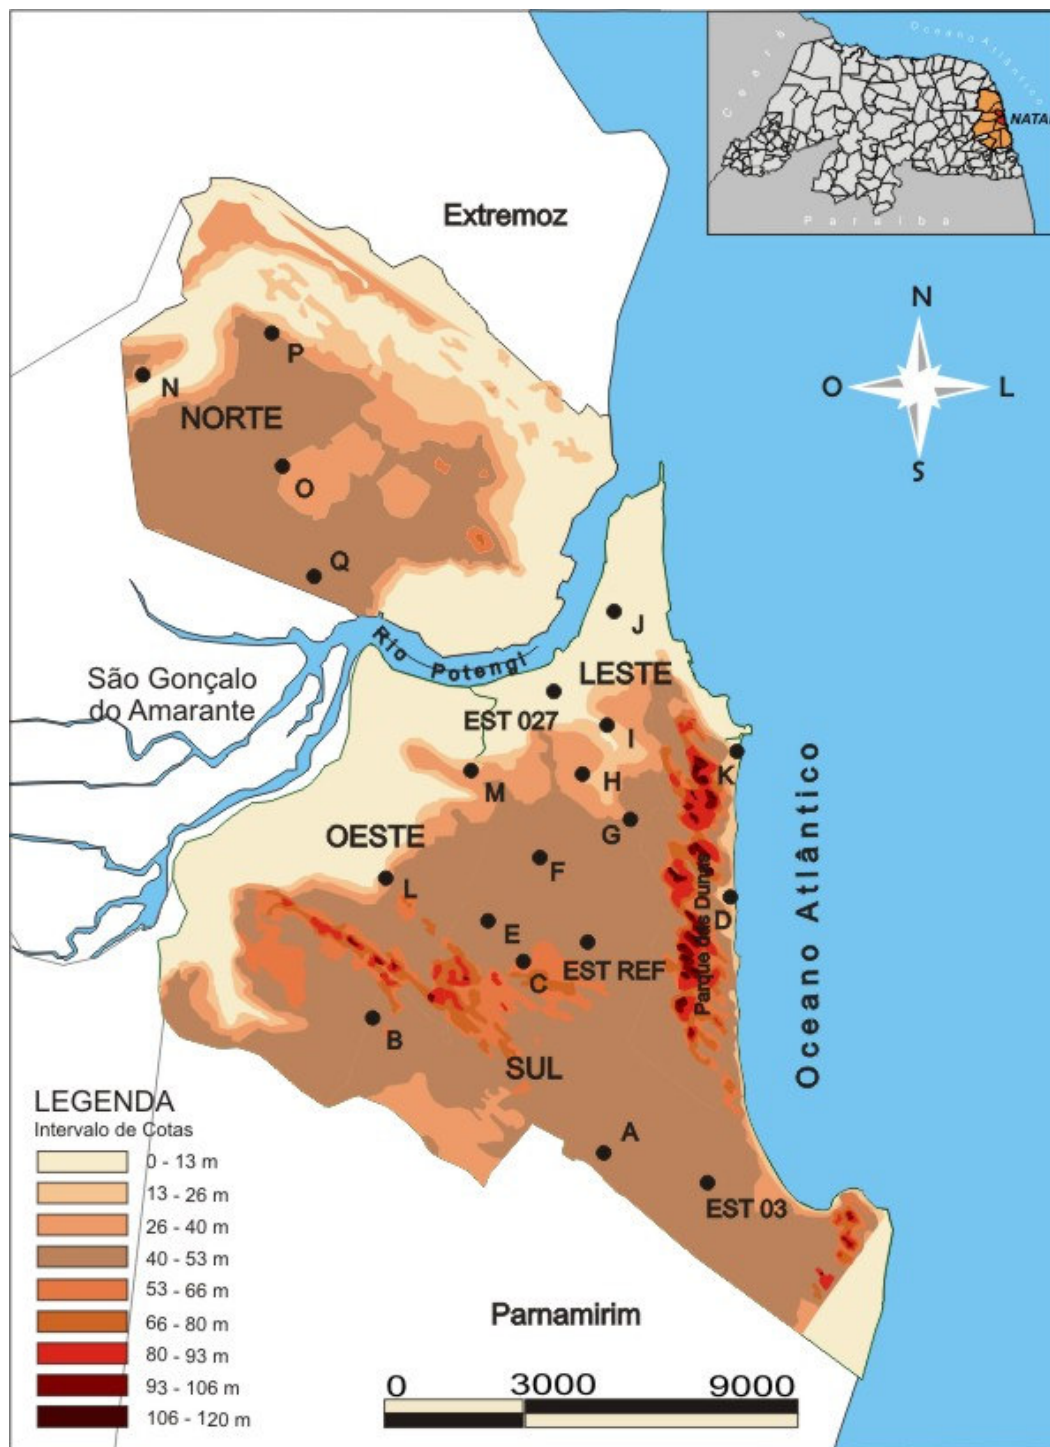 Ceará
Oceano Atlântico
NATAL
Paraíba
Extremoz
N
O
L
S
P
N
NORTE
O
Q
J
Rio Potengi
LESTE
São Gonçalo
do Amarante
EST 027
I
K
M
H
G
OESTE
F
L
Parque das Dunas
D
E
EST REF
C
Oceano Atlântico
B
SUL
LEGENDA
Intervalo de Cotas
0 - 13 m
13 - 26 m
26 - 40 m
40 - 53 m
53 - 66 m
66 - 80 m
80 - 93 m
93 - 106 m
106 - 120 m
A
EST 03
Parnamirim
0 3000 9000